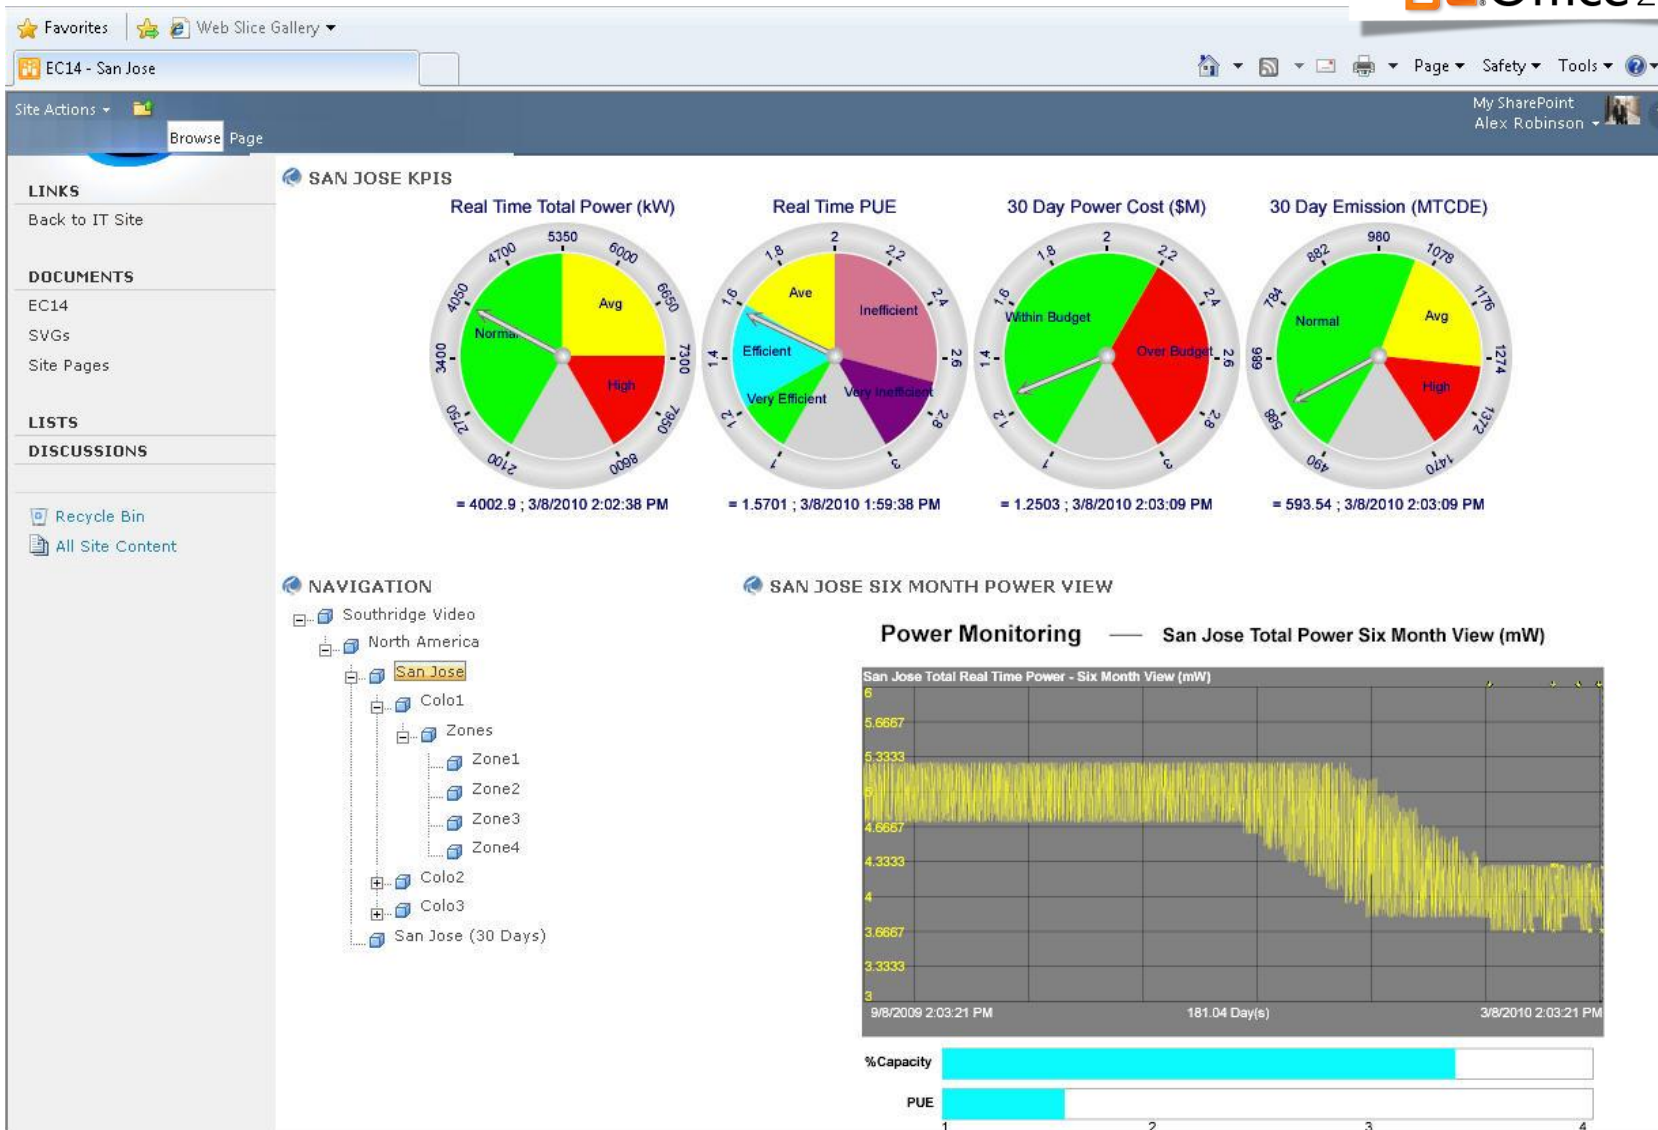 Office
Favorites Web Slice Gallery
EC14 - San Jose
Page Safety Tools
Site Actions
Browse Page
My SharePoint
Alex Robinson
LINKS
Back to IT Site
DOCUMENTS
EC14
SVGs
Site Pages
LISTS
DISCUSSIONS
Recycle Bin
All Site Content
SAN JOSE KPIS
Real Time Total Power (kW)
2100 2750 3400 4050 4700 5350 6000 6650 7300 7950 8600
Normal Avg High
= 4002.9 ; 3/8/2010 2:02:38 PM
Real Time PUE
1 1.2 1.4 1.6 1.8 2 2.2 2.4 2.6 2.8 3
Very Efficient Efficient Ave Inefficient Very Inefficient
= 1.5701 ; 3/8/2010 1:59:38 PM
30 Day Power Cost ($M)
1 1.2 1.4 1.6 1.8 2 2.2 2.4 2.6 2.8 3
Within Budget Over Budget
= 1.2503 ; 3/8/2010 2:03:09 PM
30 Day Emission (MTCDE)
490 588 686 784 882 980 1078 1176 1274 1372 1470
Normal Avg High
= 593.54 ; 3/8/2010 2:03:09 PM
NAVIGATION
Southridge Video
North America
San Jose
Colo1
Zones
Zone1
Zone2
Zone3
Zone4
Colo2
Colo3
San Jose (30 Days)
SAN JOSE SIX MONTH POWER VIEW
Power Monitoring — San Jose Total Power Six Month View (mW)
San Jose Total Real Time Power - Six Month View (mW)
6
5.6667
5.3333
5
4.6667
4.3333
4
3.6667
3.3333
3
9/8/2009 2:03:21 PM 181.04 Day(s) 3/8/2010 2:03:21 PM
%Capacity
PUE
1 2 3 4